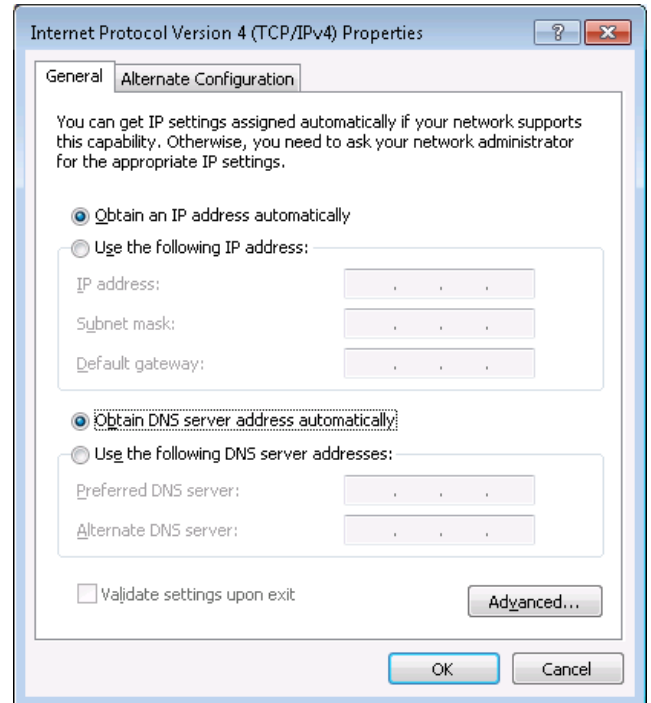 Internet Protocol Version 4 (TCP/IPv4) Properties
General
Alternate Configuration
You can get IP settings assigned automatically if your network supports
this capability. Otherwise, you need to ask your network administrator
for the appropriate IP settings.
Obtain an IP address automatically
Use the following IP address:
IP address:
Subnet mask:
Default gateway:
Obtain DNS server address automatically
Use the following DNS server addresses:
Preferred DNS server:
Alternate DNS server:
Validate settings upon exit
Advanced...
OK
Cancel